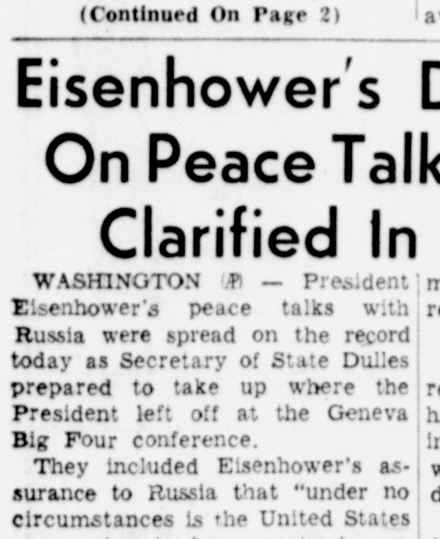 (Continued On Page 2)
Eisenhower's
On Peace Talk
Clarified In
WASHINGTON (AP) — President
Eisenhower's peace talks with
Russia were spread on the record
today as Secretary of State Dulles
prepared to take up where the
President left off at the Geneva
Big Four conference.
They included Eisenhower's as-
surance to Russia that "under no
circumstances is the United States